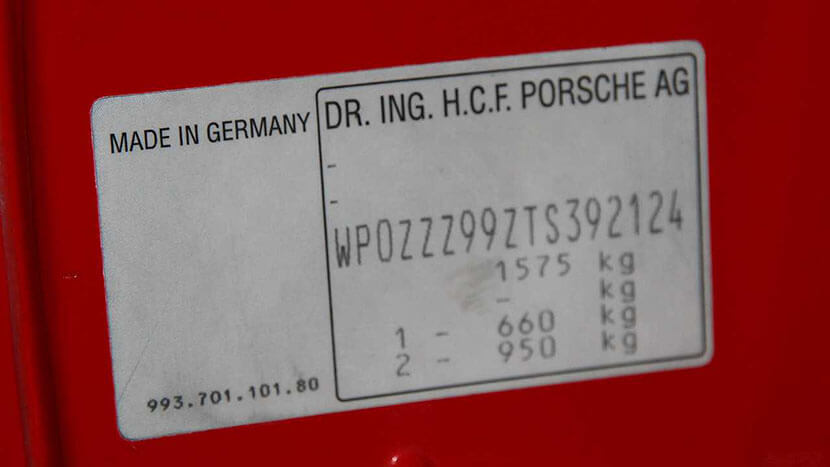 MADE IN GERMANY
DR. ING. H.C.F. PORSCHE AG
-
-
WP0ZZZ99ZTS392124
1575 kg
- kg
1 - 660 kg
2 - 950 kg
993.701.101.80